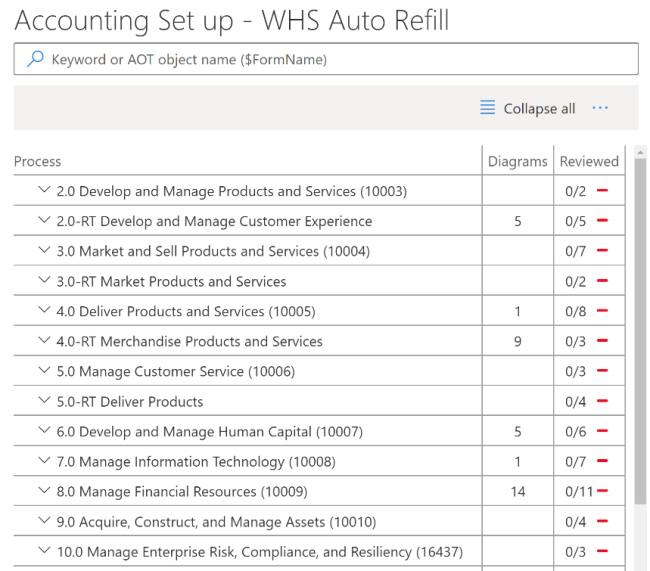 Accounting Set up - WHS Auto Refill
Keyword or AOT object name ($FormName)
Collapse all ...
Process Diagrams Reviewed
2.0 Develop and Manage Products and Services (10003) 0/2
2.0-RT Develop and Manage Customer Experience 5 0/5
3.0 Market and Sell Products and Services (10004) 0/7
3.0-RT Market Products and Services 0/2
4.0 Deliver Products and Services (10005) 1 0/8
4.0-RT Merchandise Products and Services 9 0/3
5.0 Manage Customer Service (10006) 0/3
5.0-RT Deliver Products 0/4
6.0 Develop and Manage Human Capital (10007) 5 0/6
7.0 Manage Information Technology (10008) 1 0/7
8.0 Manage Financial Resources (10009) 14 0/11
9.0 Acquire, Construct, and Manage Assets (10010) 0/4
10.0 Manage Enterprise Risk, Compliance, and Resiliency (16437) 0/3